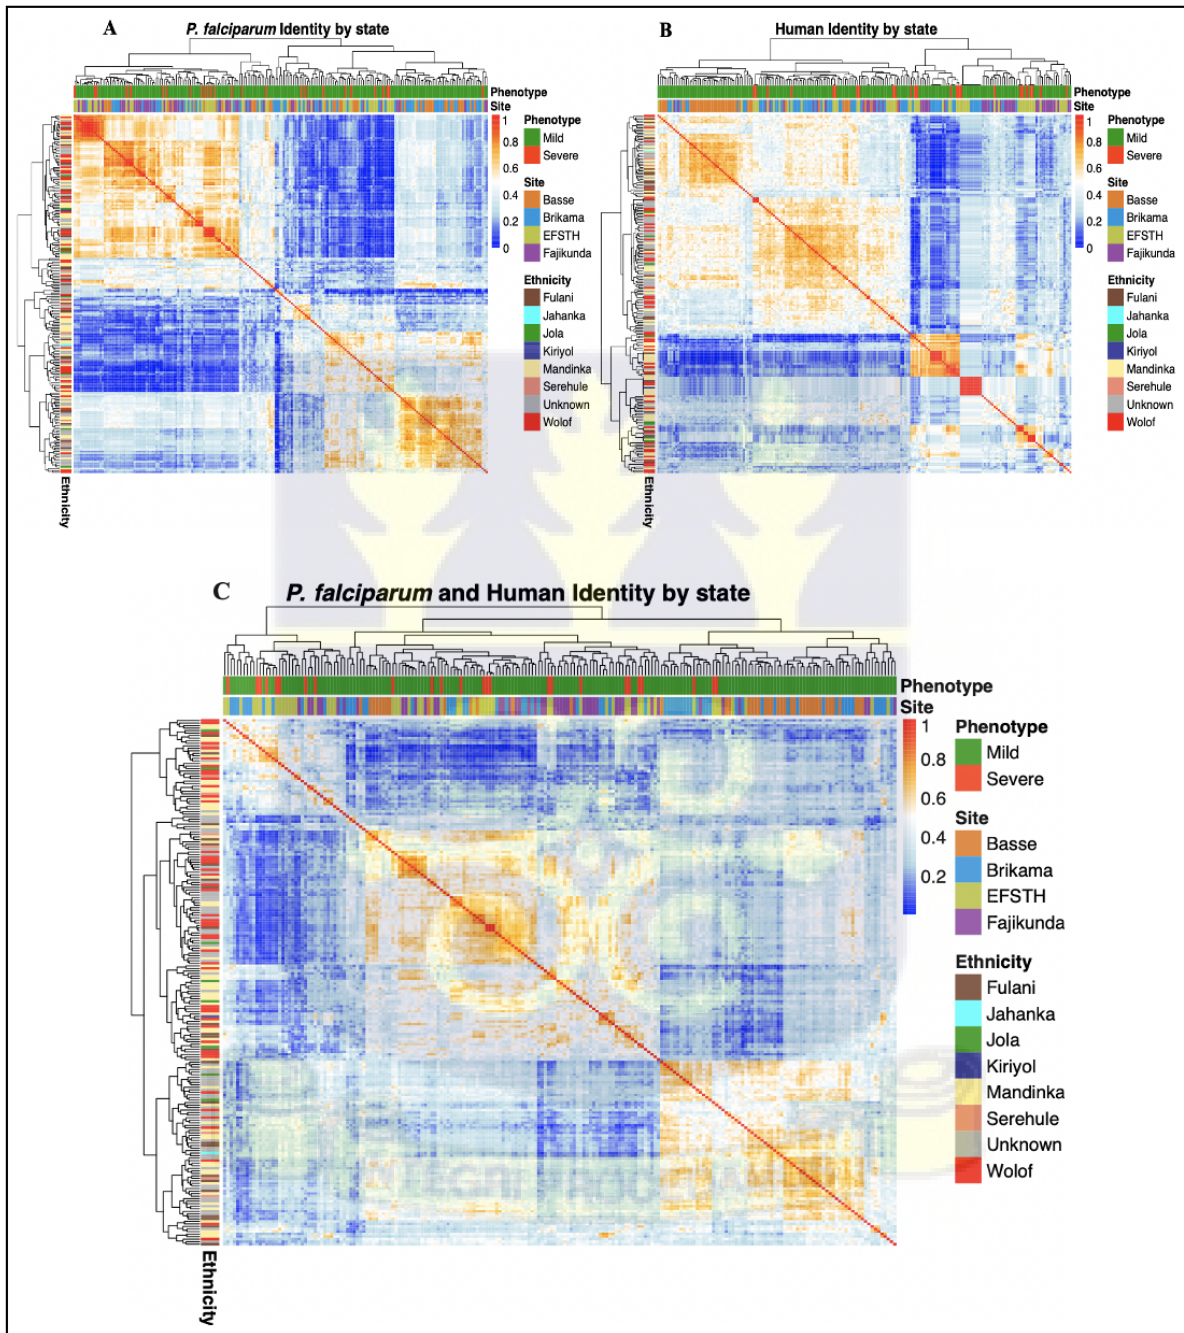 A
P. falciparum Identity by state
Phenotype
Site
1
0.8
0.6
0.4
0.2
0
Phenotype
Mild
Severe
Site
Basse
Brikama
EFSTH
Fajikunda
Ethnicity
Fulani
Jahanka
Jola
Kiriyol
Mandinka
Serehule
Unknown
Wolof
Ethnicity
B
Human Identity by state
Phenotype
Site
1
0.8
0.6
0.4
0.2
0
Phenotype
Mild
Severe
Site
Basse
Brikama
EFSTH
Fajikunda
Ethnicity
Fulani
Jahanka
Jola
Kiriyol
Mandinka
Serehule
Unknown
Wolof
Ethnicity
C
P. falciparum and Human Identity by state
Phenotype
Site
1
0.8
0.6
0.4
0.2
Phenotype
Mild
Severe
Site
Basse
Brikama
EFSTH
Fajikunda
Ethnicity
Fulani
Jahanka
Jola
Kiriyol
Mandinka
Serehule
Unknown
Wolof
Ethnicity